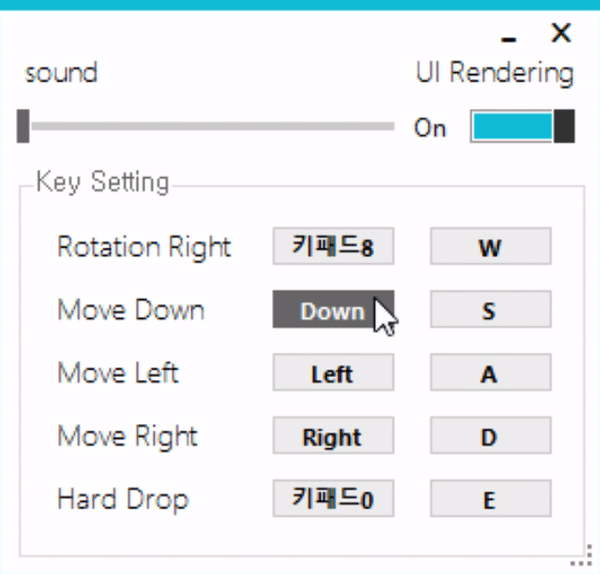 sound
UI Rendering
On
Key Setting
Rotation Right 키패드8 W
Move Down Down S
Move Left Left A
Move Right Right D
Hard Drop 키패드0 E